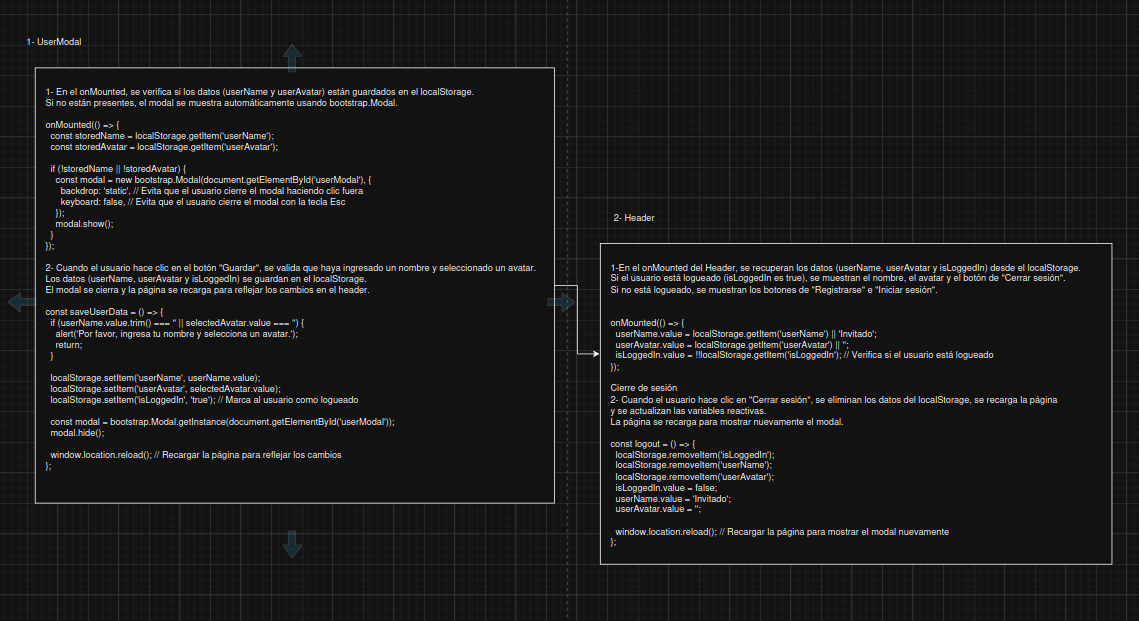 1- UserModal
1- En el onMounted, se verifica si los datos (userName y userAvatar) están guardados en el localStorage.
Si no están presentes, el modal se muestra automáticamente usando bootstrap.Modal.
onMounted(() => {
const storedName = localStorage.getItem('userName');
const storedAvatar = localStorage.getItem('userAvatar');
if (!storedName || !storedAvatar) {
const modal = new bootstrap.Modal(document.getElementById('userModal'), {
backdrop: 'static', // Evita que el usuario cierre el modal haciendo clic fuera
keyboard: false, // Evita que el usuario cierre el modal con la tecla Esc
});
modal.show();
}
});
2- Cuando el usuario hace clic en el botón "Guardar", se valida que haya ingresado un nombre y seleccionado un avatar.
Los datos (userName, userAvatar y isLoggedIn) se guardan en el localStorage.
El modal se cierra y la página se recarga para reflejar los cambios en el header.
const saveUserData = () => {
if (userName.value.trim() === '' || selectedAvatar.value === '') {
alert('Por favor, ingresa tu nombre y selecciona un avatar.');
return;
}
localStorage.setItem('userName', userName.value);
localStorage.setItem('userAvatar', selectedAvatar.value);
localStorage.setItem('isLoggedIn', 'true'); // Marca al usuario como logueado
const modal = bootstrap.Modal.getInstance(document.getElementById('userModal'));
modal.hide();
window.location.reload(); // Recargar la página para reflejar los cambios
};
2- Header
1-En el onMounted del Header, se recuperan los datos (userName, userAvatar y isLoggedIn) desde el localStorage.
Si el usuario está logueado (isLoggedIn es true), se muestran el nombre, el avatar y el botón de "Cerrar sesión".
Si no está logueado, se muestran los botones de "Registrarse" e "Iniciar sesión".
onMounted(() => {
userName.value = localStorage.getItem('userName') || 'Invitado';
userAvatar.value = localStorage.getItem('userAvatar') || '';
isLoggedIn.value = !!localStorage.getItem('isLoggedIn'); // Verifica si el usuario está logueado
});
Cierre de sesión
2- Cuando el usuario hace clic en "Cerrar sesión", se eliminan los datos del localStorage, se recarga la página
y se actualizan las variables reactivas.
La página se recarga para mostrar nuevamente el modal.
const logout = () => {
localStorage.removeItem('isLoggedIn');
localStorage.removeItem('userName');
localStorage.removeItem('userAvatar');
isLoggedIn.value = false;
userName.value = 'Invitado';
userAvatar.value = '';
window.location.reload(); // Recargar la página para mostrar el modal nuevamente
};